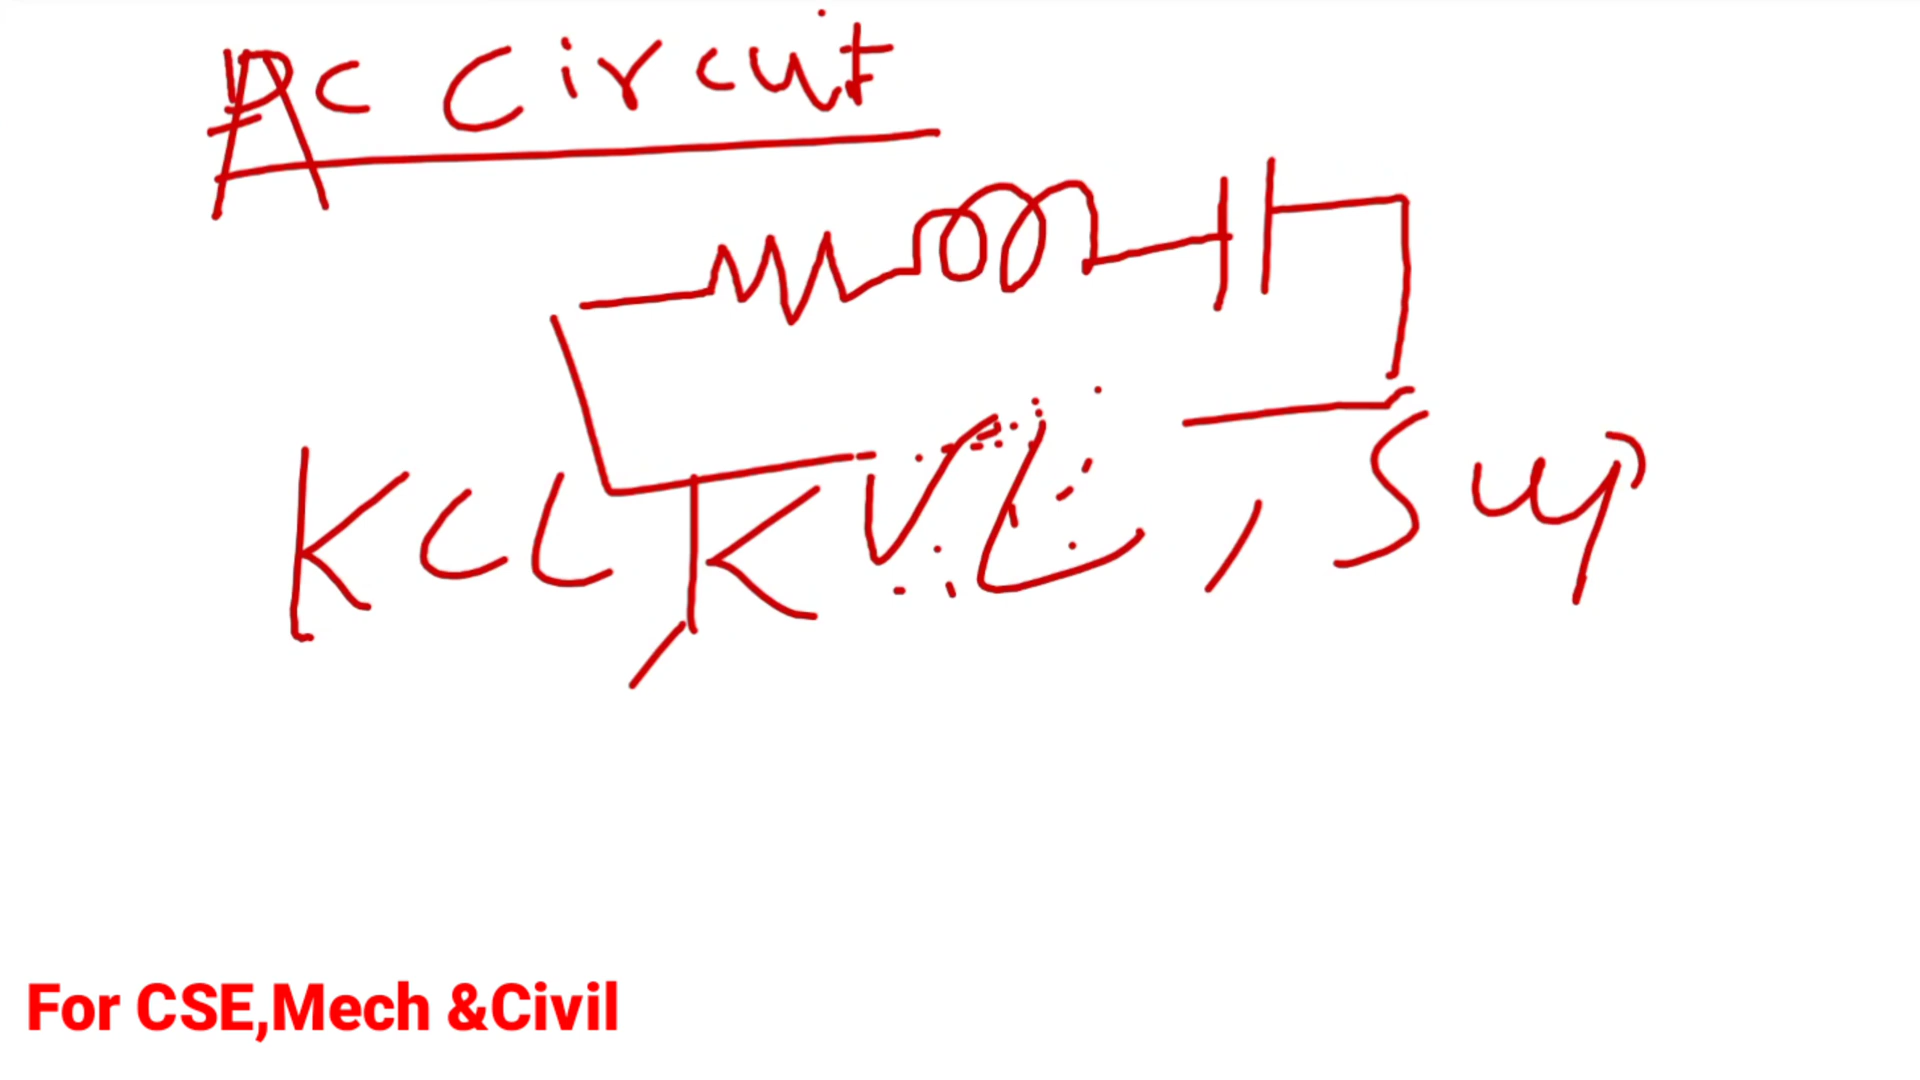 Ac Circuit
KCL, KVL, Sup
For CSE,Mech &Civil